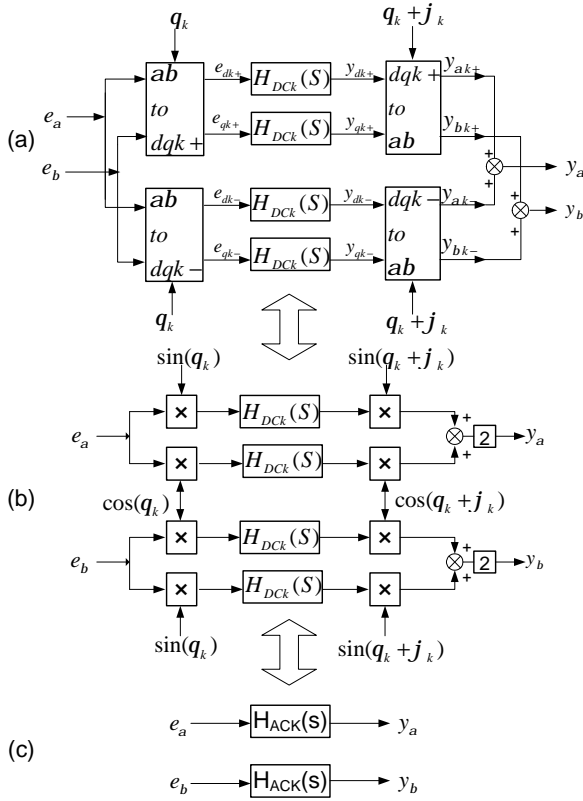 (a)
q_k
q_k + j_k
e_a
e_b
ab
to
dqk +
e_dk+
H_DCk(S)
y_dk+
e_qk+
H_DCk(S)
y_qk+
dqk +
to
ab
y_ak+
y_bk+
ab
to
dqk −
e_dk−
H_DCk(S)
y_dk−
e_qk−
H_DCk(S)
y_qk−
dqk −
to
ab
y_ak−
y_bk−
+
+
y_a
+
+
y_b
q_k
q_k + j_k
(b)
sin(q_k)
sin(q_k + j_k)
e_a
×
H_DCk(S)
×
×
H_DCk(S)
×
+
+
2
y_a
cos(q_k)
cos(q_k + j_k)
e_b
×
H_DCk(S)
×
×
H_DCk(S)
×
+
+
2
y_b
sin(q_k)
sin(q_k + j_k)
(c)
e_a
H_ACK(s)
y_a
e_b
H_ACK(s)
y_b